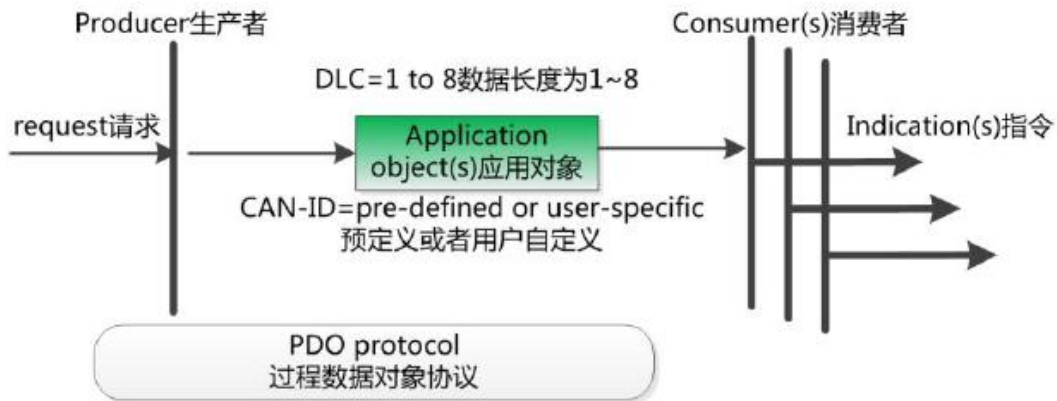 Producer生产者
Consumer(s)消费者
DLC=1 to 8数据长度为1~8
request请求
Application
object(s)应用对象
Indication(s)指令
CAN-ID=pre-defined or user-specific
预定义或者用户自定义
PDO protocol
过程数据对象协议